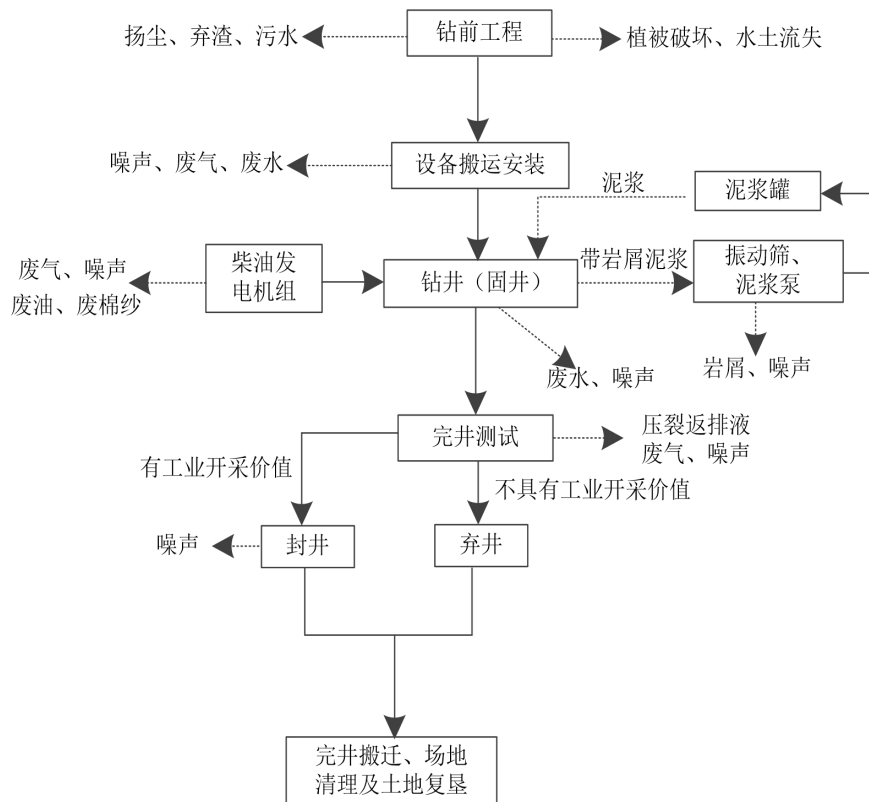 扬尘、弃渣、污水
钻前工程
植被破坏、水土流失
噪声、废气、废水
设备搬运安装
泥浆
泥浆罐
废气、噪声
废油、废棉纱
柴油发
电机组
钻井（固井）
带岩屑泥浆
振动筛、
泥浆泵
废水、噪声
岩屑、噪声
完井测试
压裂返排液
废气、噪声
有工业开采价值
不具有工业开采价值
噪声
封井
弃井
完井搬迁、场地
清理及土地复垦